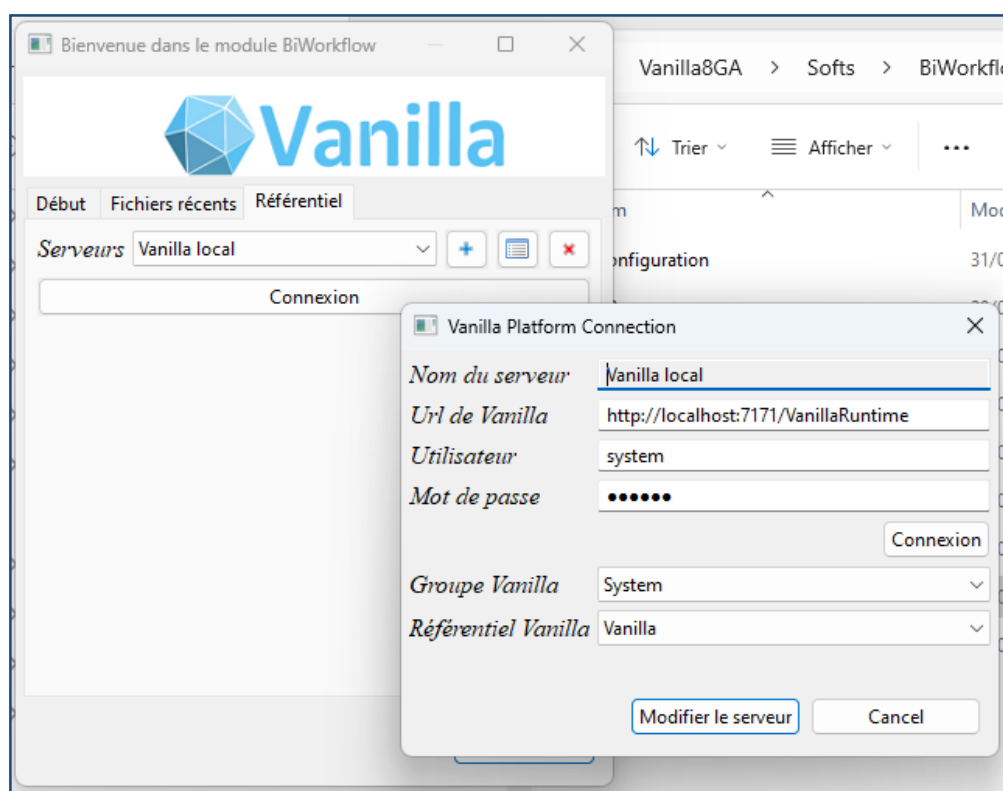 Bienvenue dans le module BiWorkflow
Vanilla
Début Fichiers récents Référentiel
Serveurs Vanilla local
Connexion
Vanilla8GA > Softs >
Trier Afficher ...
31/0
Vanilla Platform Connection
Nom du serveur Vanilla local
Url de Vanilla http://localhost:7171/VanillaRuntime
Utilisateur system
Mot de passe ••••••
Connexion
Groupe Vanilla System
Référentiel Vanilla Vanilla
Modifier le serveur Cancel